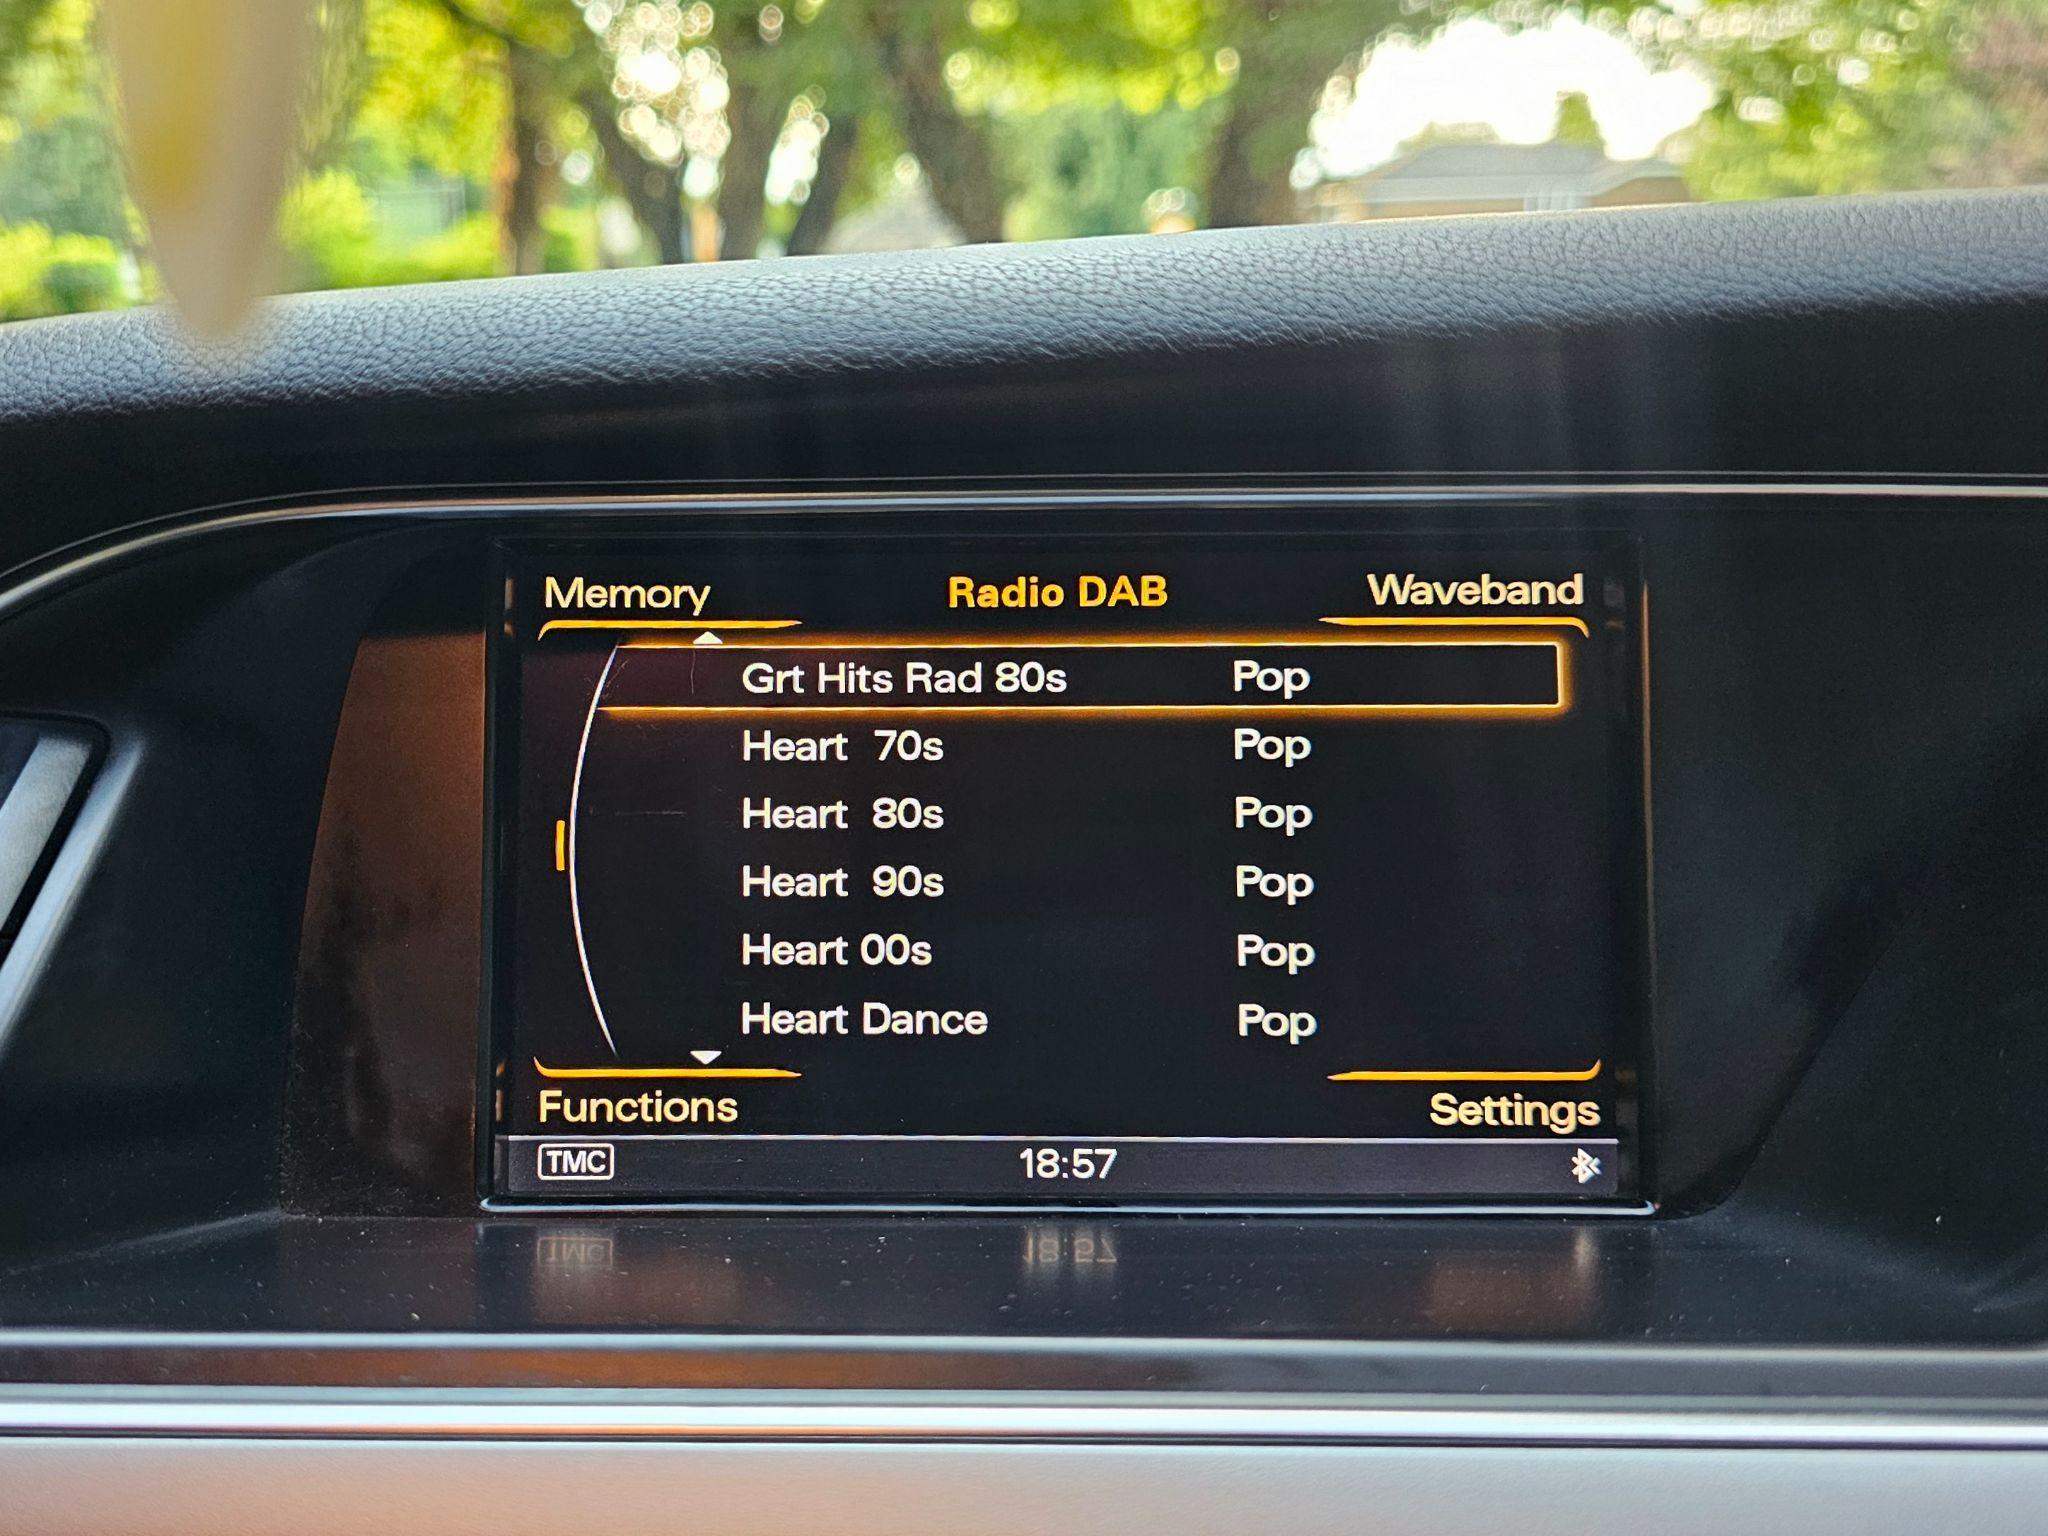 Memory Radio DAB Waveband
Grt Hits Rad 80s Pop
Heart 70s Pop
Heart 80s Pop
Heart 90s Pop
Heart 00s Pop
Heart Dance Pop
Functions Settings
TMC 18:57